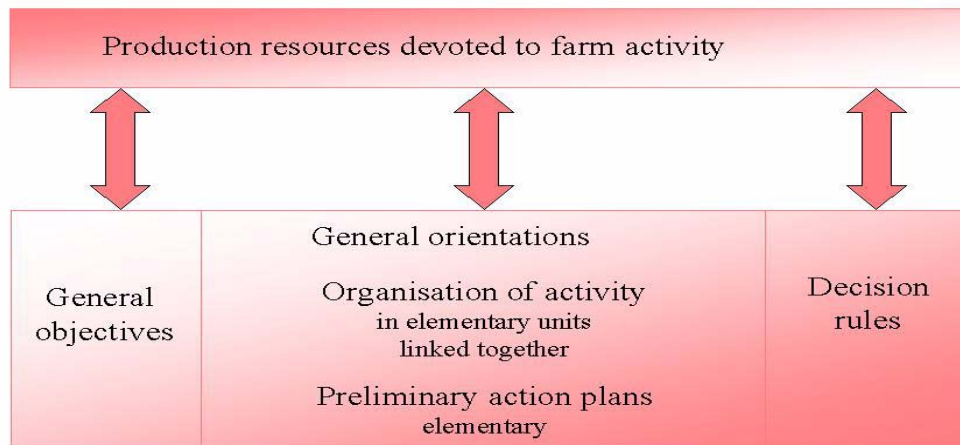 Production resources devoted to farm activity
General orientations
General
objectives
Organisation of activity
in elementary units
linked together
Preliminary action plans
elementary
Decision
rules